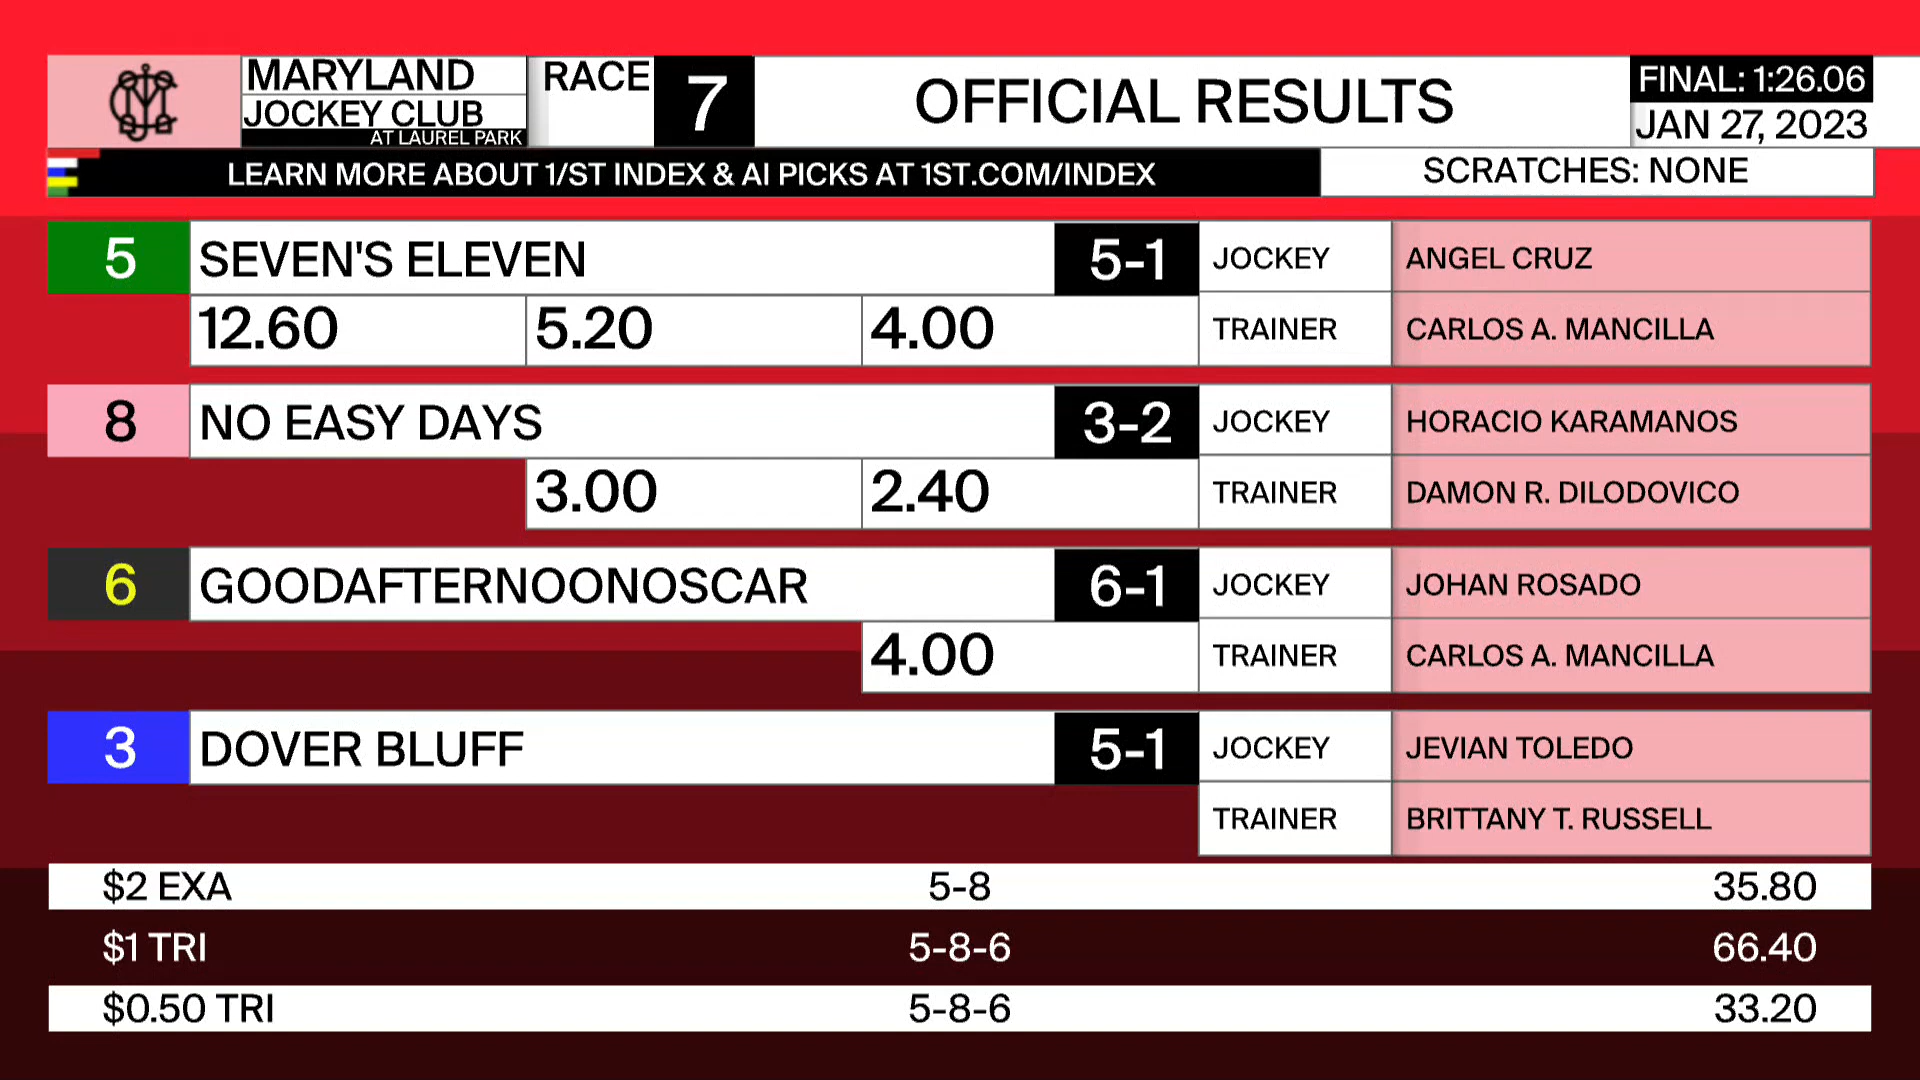 MARYLAND
JOCKEY CLUB
AT LAUREL PARK
RACE 7
OFFICIAL RESULTS
FINAL: 1:26.06
JAN 27, 2023
LEARN MORE ABOUT 1/ST INDEX & AI PICKS AT 1ST.COM/INDEX
SCRATCHES: NONE
5 SEVEN'S ELEVEN 5-1 JOCKEY ANGEL CRUZ
12.60 5.20 4.00 TRAINER CARLOS A. MANCILLA
8 NO EASY DAYS 3-2 JOCKEY HORACIO KARAMANOS
3.00 2.40 TRAINER DAMON R. DILODOVICO
6 GOODAFTERNOONOSCAR 6-1 JOCKEY JOHAN ROSADO
4.00 TRAINER CARLOS A. MANCILLA
3 DOVER BLUFF 5-1 JOCKEY JEVIAN TOLEDO
TRAINER BRITTANY T. RUSSELL
$2 EXA 5-8 35.80
$1 TRI 5-8-6 66.40
$0.50 TRI 5-8-6 33.20